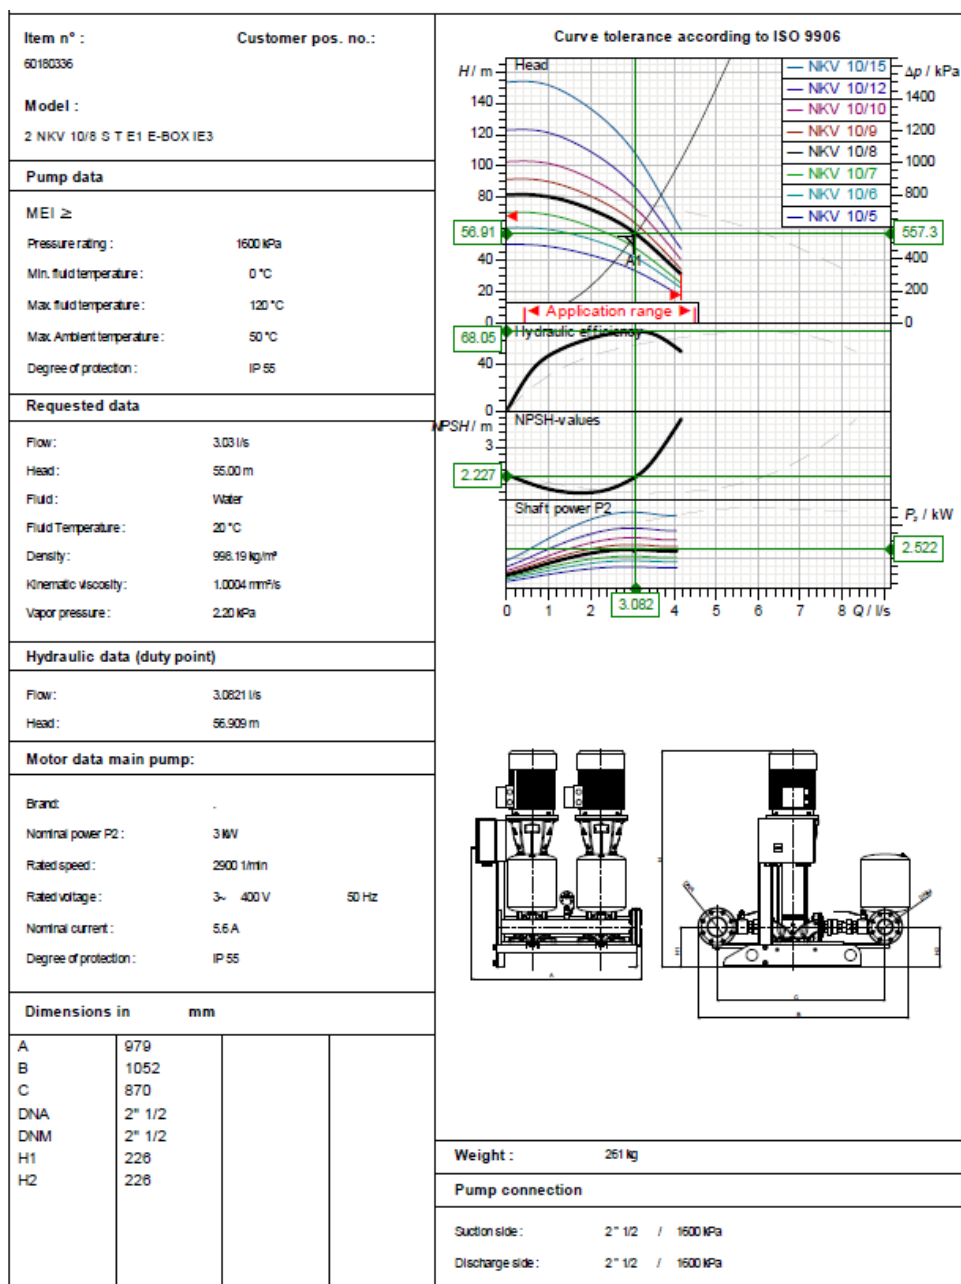 Item n° :
Customer pos. no.:
60180336
Model :
2 NKV 10/8 S T E1 E-BOX IE3
Pump data
MEI ≥
Pressure rating : 1600 kPa
Min. fluid temperature : 0 °C
Max. fluid temperature : 120 °C
Max. Ambient temperature : 50 °C
Degree of protection : IP 55
Requested data
Flow : 3.03 l/s
Head : 55.00 m
Fluid : Water
Fluid Temperature : 20 °C
Density : 998.19 kg/m³
Kinematic viscosity : 1.0004 mm²/s
Vapor pressure : 2.20 kPa
Hydraulic data (duty point)
Flow : 3.0821 l/s
Head : 56.909 m
Motor data main pump:
Brand: .
Nominal power P2 : 3 kW
Rated speed : 2900 1/min
Rated voltage : 3~ 400 V 50 Hz
Nominal current : 5.6 A
Degree of protection : IP 55
Dimensions in mm
A 979
B 1052
C 870
DNA 2" 1/2
DNM 2" 1/2
H1 226
H2 226
Curve tolerance according to ISO 9906
H / m
Head
Δp / kPa
NKV 10/15
NKV 10/12
NKV 10/10
NKV 10/9
NKV 10/8
NKV 10/7
NKV 10/6
NKV 10/5
140
120
100
80
56.91
40
20
0
1400
1200
1000
800
557.3
400
200
0
A1
Application range
Hydraulic efficiency
68.05
40
0
NPSH / m
NPSH-values
3
2.227
Shaft power P2
P₂ / kW
2.522
0 1 2 3.082 4 5 6 7 8 Q / l/s
H
DNA
DNM
H1
H2
A
C
B
Weight : 261 kg
Pump connection
Suction side : 2" 1/2 / 1600 kPa
Discharge side : 2" 1/2 / 1600 kPa